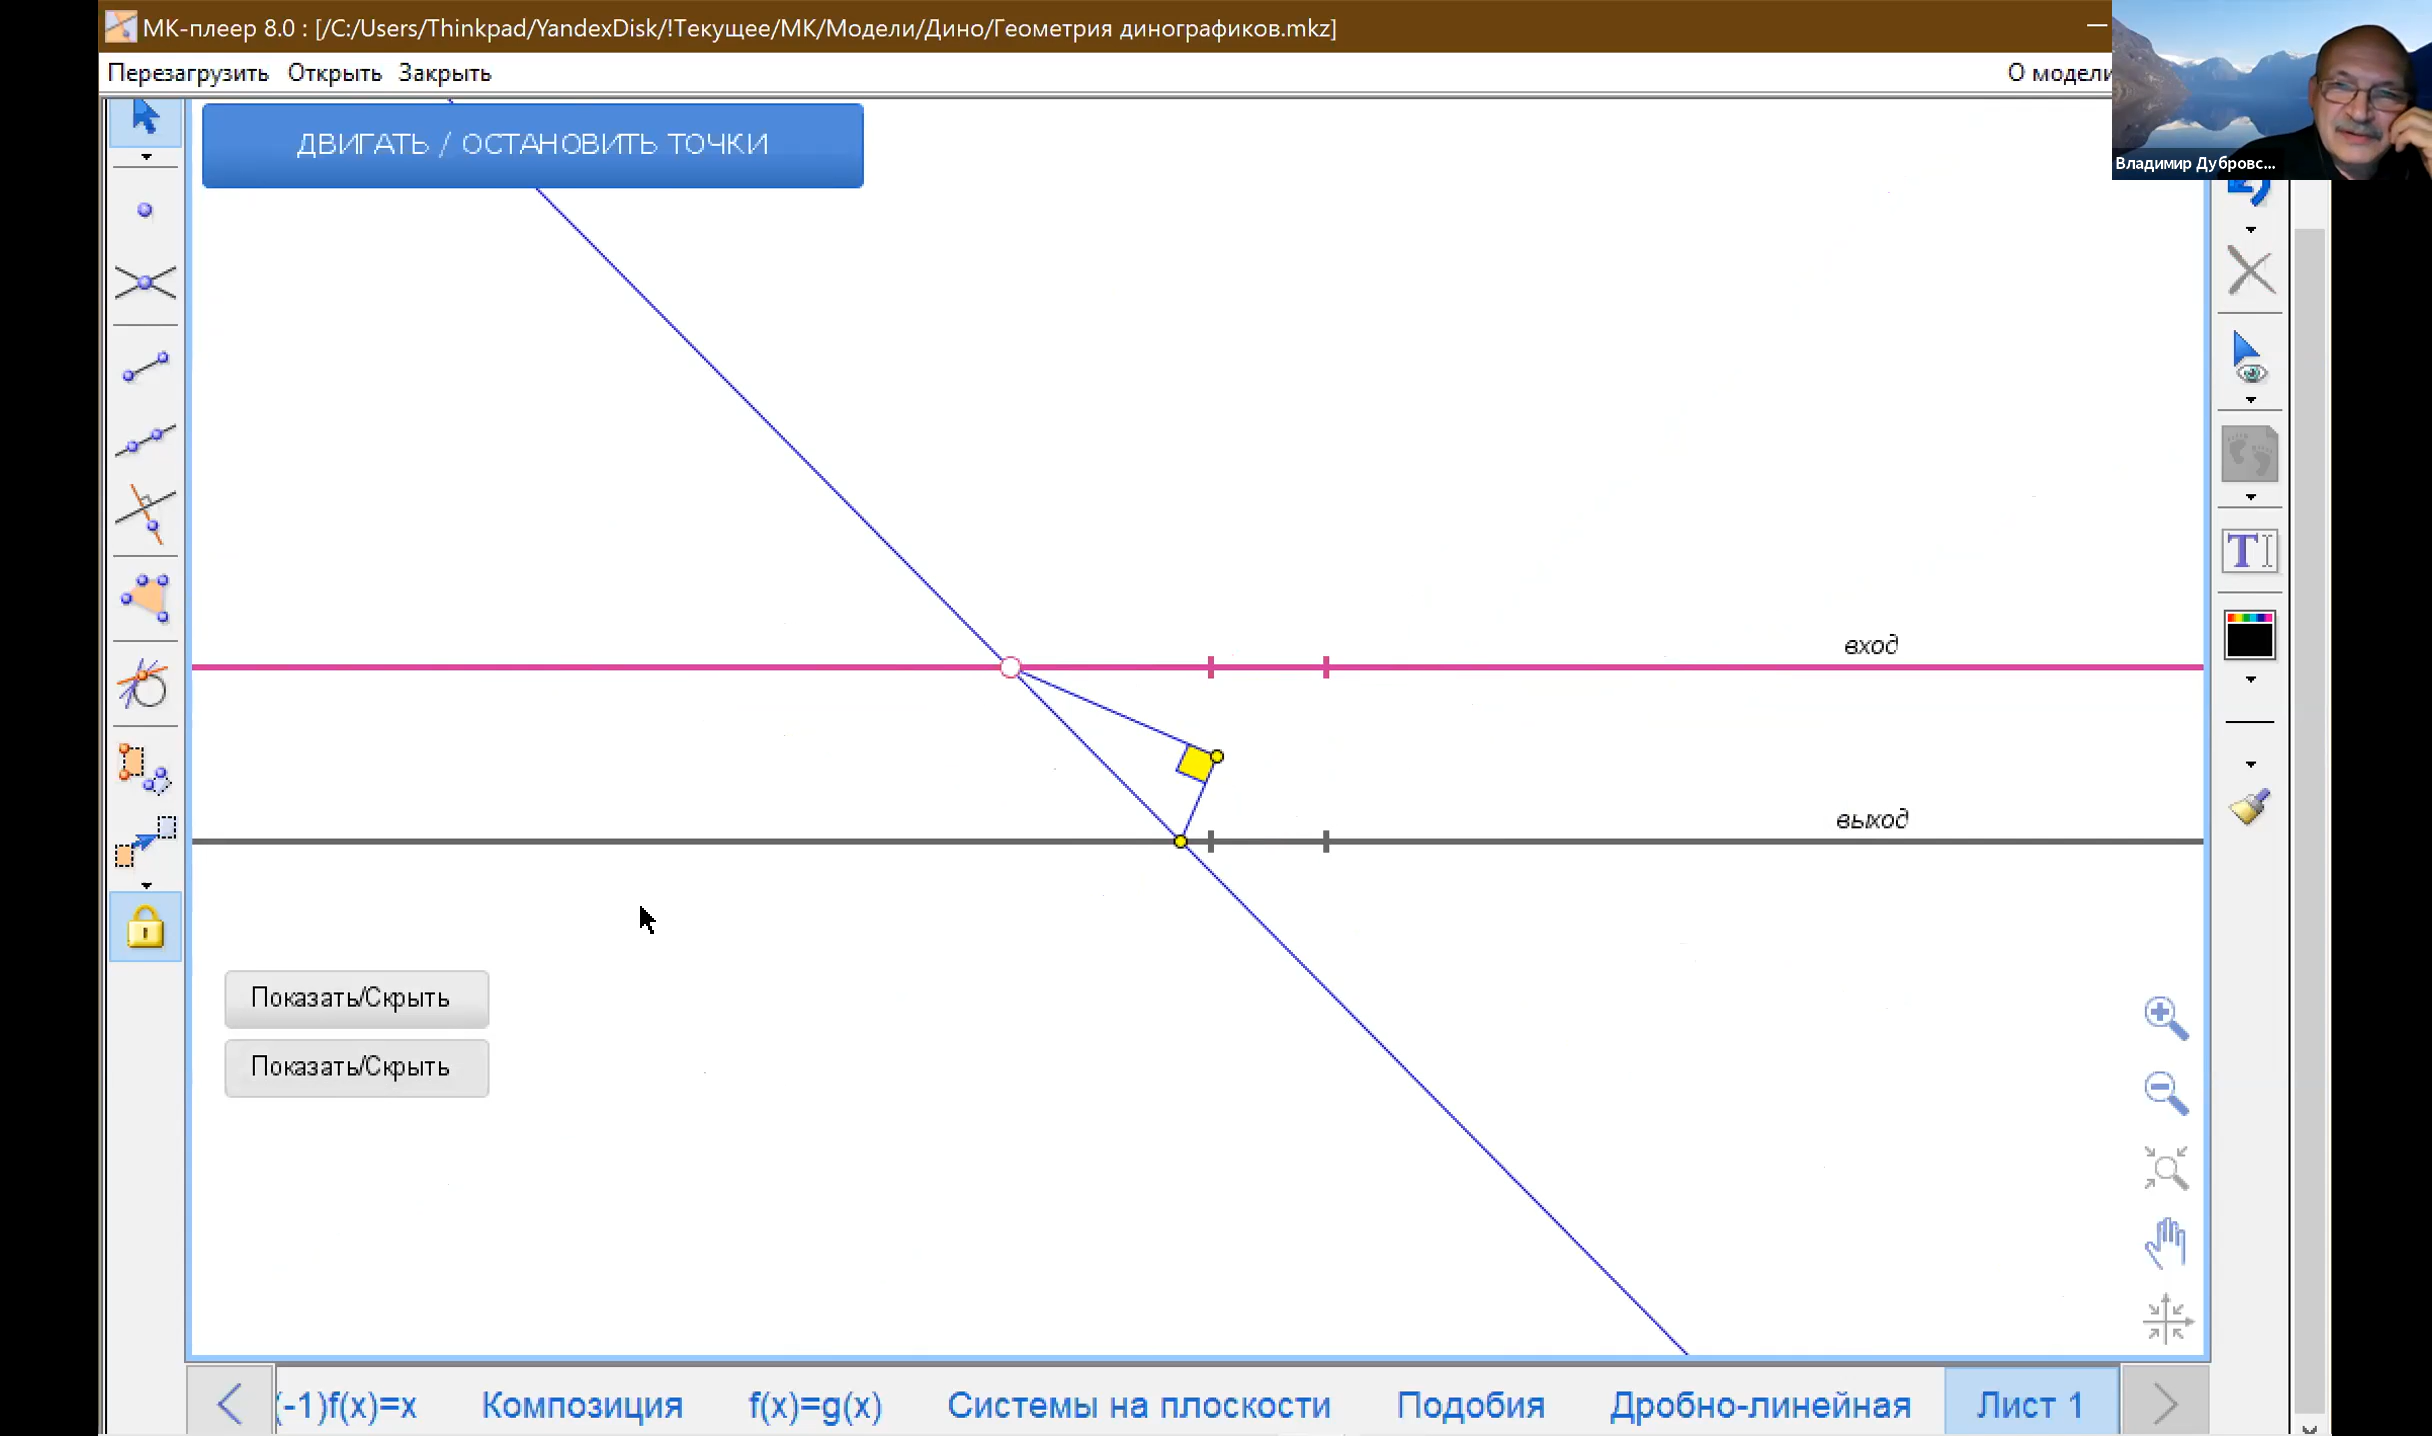 МК-плеер 8.0 : [/C:/Users/Thinkpad/YandexDisk/!Текущее/МК/Модели/Дино/Геометрия динографиков.mkz]
Перезагрузить Открыть Закрыть
О модели
Владимир Дубровс...
ДВИГАТЬ / ОСТАНОВИТЬ ТОЧКИ
T
вход
выход
Показать/Скрыть
Показать/Скрыть
(-1)f(x)=x Композиция f(x)=g(x) Системы на плоскости Подобия Дробно-линейная Лист 1